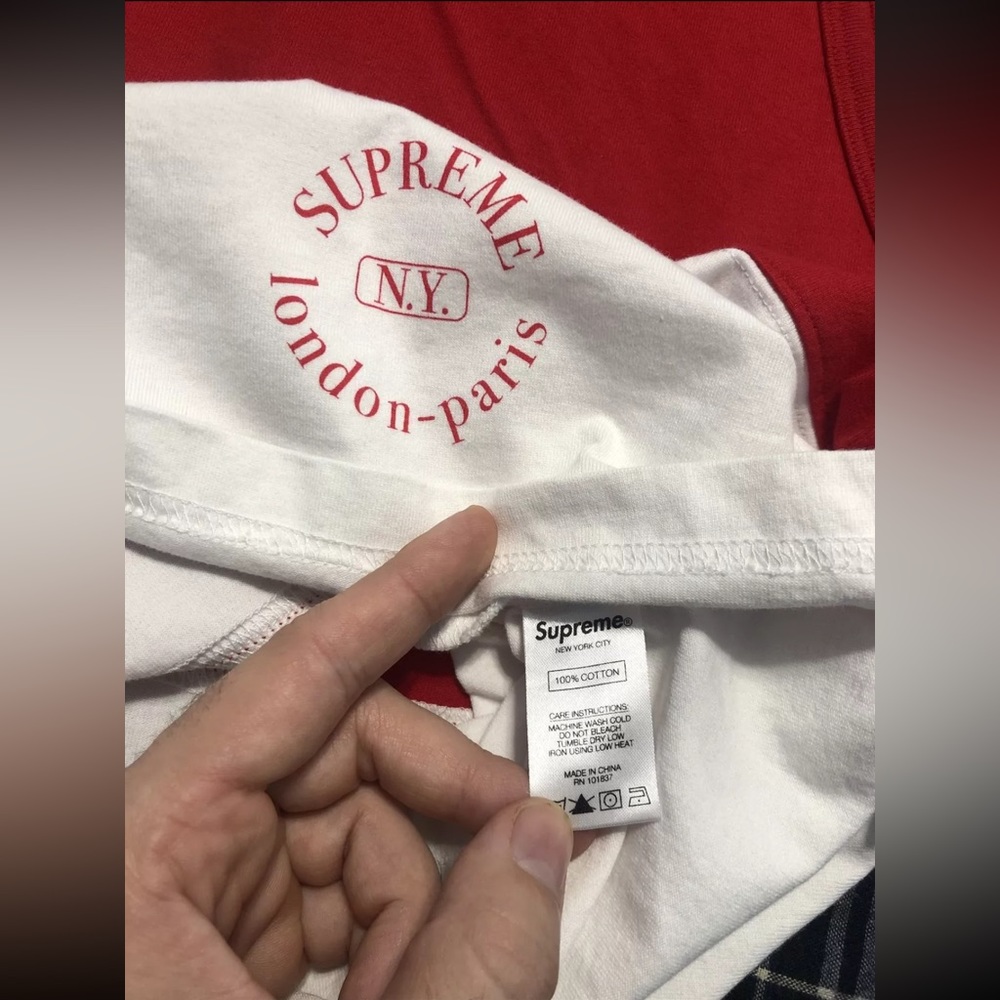 SUPREME
N.Y.
london-paris
Supreme®
NEW YORK CITY
100% COTTON
CARE INSTRUCTIONS:
MACHINE WASH COLD
DO NOT BLEACH
TUMBLE DRY LOW
IRON USING LOW HEAT
MADE IN CHINA
RN 101837